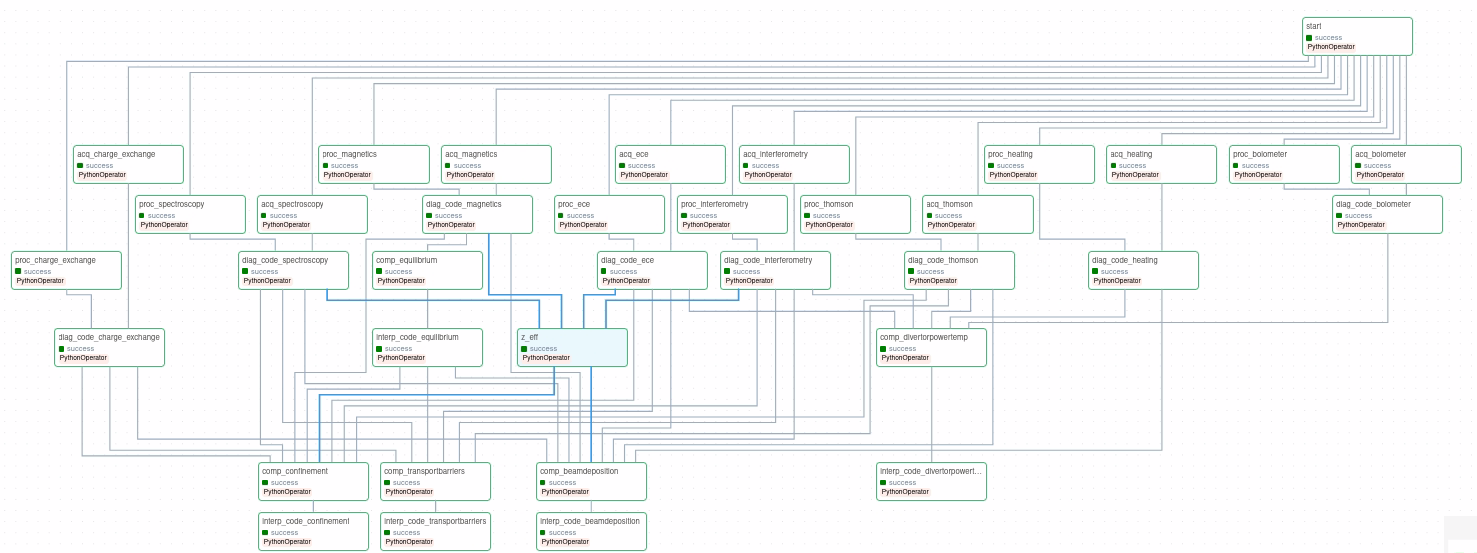 start
success
PythonOperator
acq_charge_exchange
success
PythonOperator
proc_magnetics
success
PythonOperator
acq_magnetics
success
PythonOperator
acq_ece
success
PythonOperator
acq_interferometry
success
PythonOperator
proc_heating
success
PythonOperator
acq_heating
success
PythonOperator
proc_bolometer
success
PythonOperator
acq_bolometer
success
PythonOperator
proc_spectroscopy
success
PythonOperator
acq_spectroscopy
success
PythonOperator
diag_code_magnetics
success
PythonOperator
proc_ece
success
PythonOperator
proc_interferometry
success
PythonOperator
proc_thomson
success
PythonOperator
acq_thomson
success
PythonOperator
diag_code_bolometer
success
PythonOperator
proc_charge_exchange
success
PythonOperator
diag_code_spectroscopy
success
PythonOperator
comp_equilibrium
success
PythonOperator
diag_code_ece
success
PythonOperator
diag_code_interferometry
success
PythonOperator
diag_code_thomson
success
PythonOperator
diag_code_heating
success
PythonOperator
diag_code_charge_exchange
success
PythonOperator
interp_code_equilibrium
success
PythonOperator
z_eff
success
PythonOperator
comp_divertorpowertemp
success
PythonOperator
comp_confinement
success
PythonOperator
comp_transportbarriers
success
PythonOperator
comp_beamdeposition
success
PythonOperator
interp_code_divertorpowert...
success
PythonOperator
interp_code_confinement
success
PythonOperator
interp_code_transportbarriers
success
PythonOperator
interp_code_beamdeposition
success
PythonOperator